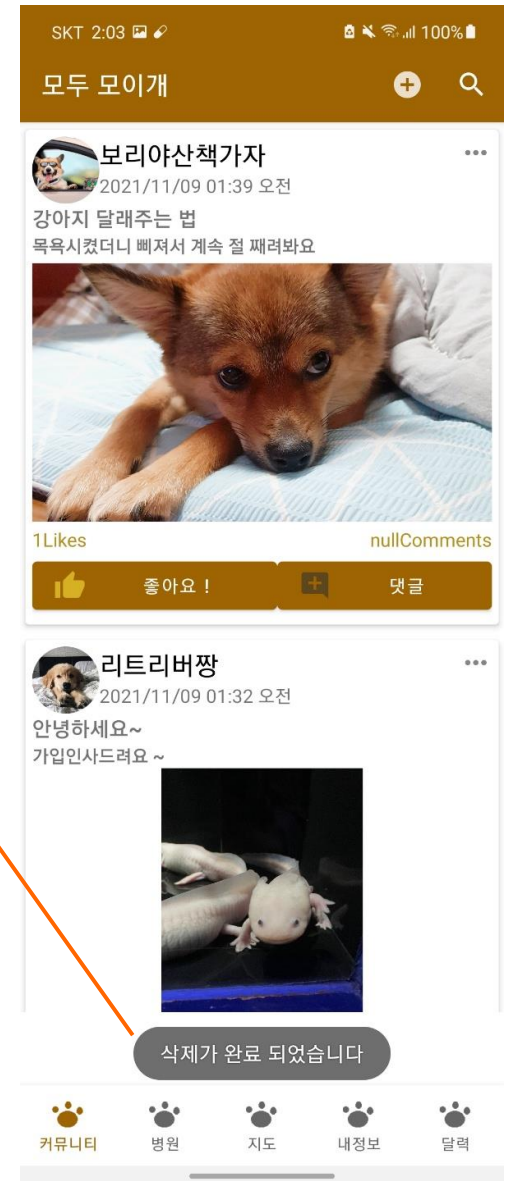 SKT 2:03 100%
모두 모이개
보리야산책가자
2021/11/09 01:39 오전
강아지 달래주는 법
목욕시켰더니 삐져서 계속 절 째려봐요
1Likes nullComments
좋아요 ! 댓글
리트리버짱
2021/11/09 01:32 오전
안녕하세요~
가입인사드려요 ~
삭제가 완료 되었습니다
커뮤니티 병원 지도 내정보 달력